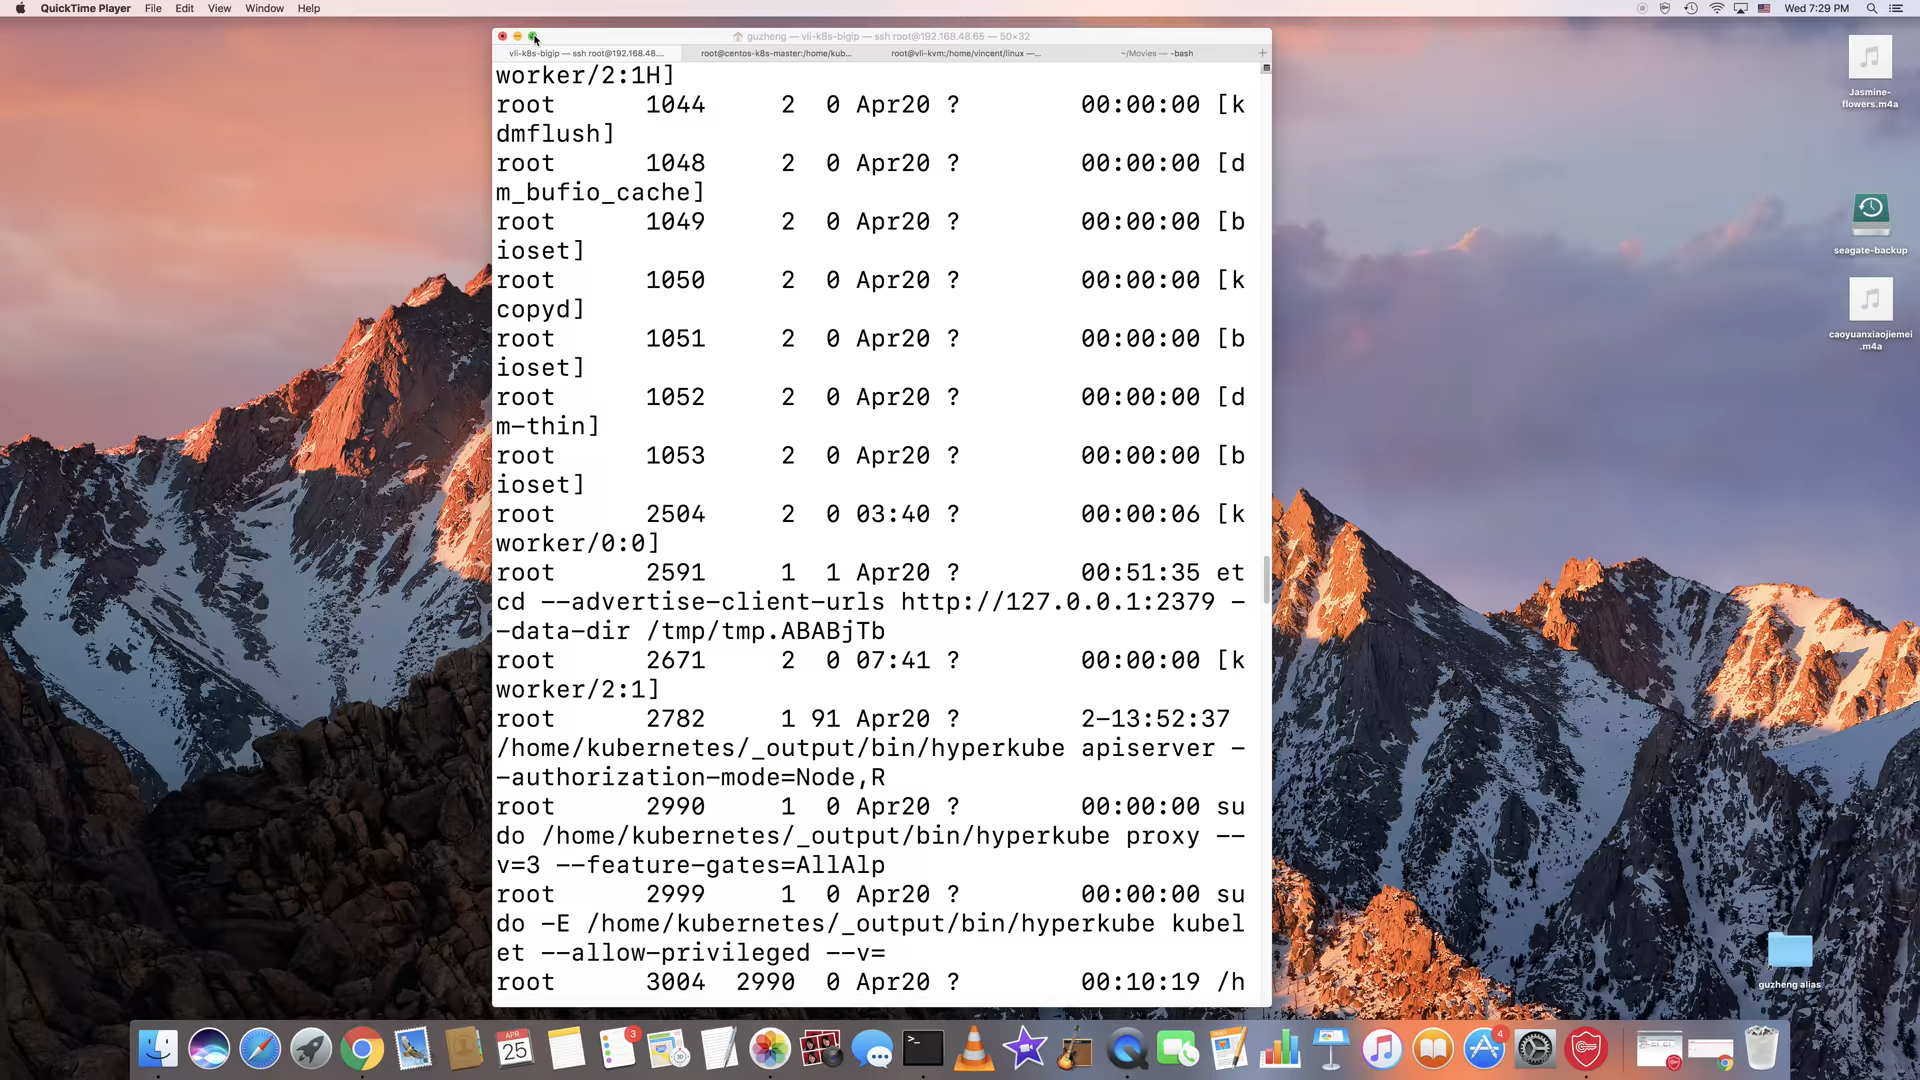 QuickTime Player File Edit View Window Help Wed 7:29 PM
guzheng — vli-k8s-bigip — ssh root@192.168.48.65 — 50×32
vli-k8s-bigip — ssh root@192.168.48.... root@centos-k8s-master:/home/kub... root@vli-kvm:/home/vincent/linux —... ~/Movies — -bash
worker/2:1H]
root 1044 2 0 Apr20 ? 00:00:00 [k
dmflush]
root 1048 2 0 Apr20 ? 00:00:00 [d
m_bufio_cache]
root 1049 2 0 Apr20 ? 00:00:00 [b
ioset]
root 1050 2 0 Apr20 ? 00:00:00 [k
copyd]
root 1051 2 0 Apr20 ? 00:00:00 [b
ioset]
root 1052 2 0 Apr20 ? 00:00:00 [d
m-thin]
root 1053 2 0 Apr20 ? 00:00:00 [b
ioset]
root 2504 2 0 03:40 ? 00:00:06 [k
worker/0:0]
root 2591 1 1 Apr20 ? 00:51:35 et
cd --advertise-client-urls http://127.0.0.1:2379 -
-data-dir /tmp/tmp.ABABjTb
root 2671 2 0 07:41 ? 00:00:00 [k
worker/2:1]
root 2782 1 91 Apr20 ? 2-13:52:37
/home/kubernetes/_output/bin/hyperkube apiserver -
-authorization-mode=Node,R
root 2990 1 0 Apr20 ? 00:00:00 su
do /home/kubernetes/_output/bin/hyperkube proxy --
v=3 --feature-gates=AllAlp
root 2999 1 0 Apr20 ? 00:00:00 su
do -E /home/kubernetes/_output/bin/hyperkube kubel
et --allow-privileged --v=
root 3004 2990 0 Apr20 ? 00:10:19 /h
Jasmine-
flowers.m4a
seagate-backup
caoyuanxiaojiemei
.m4a
guzheng alias
APR
25
3
4